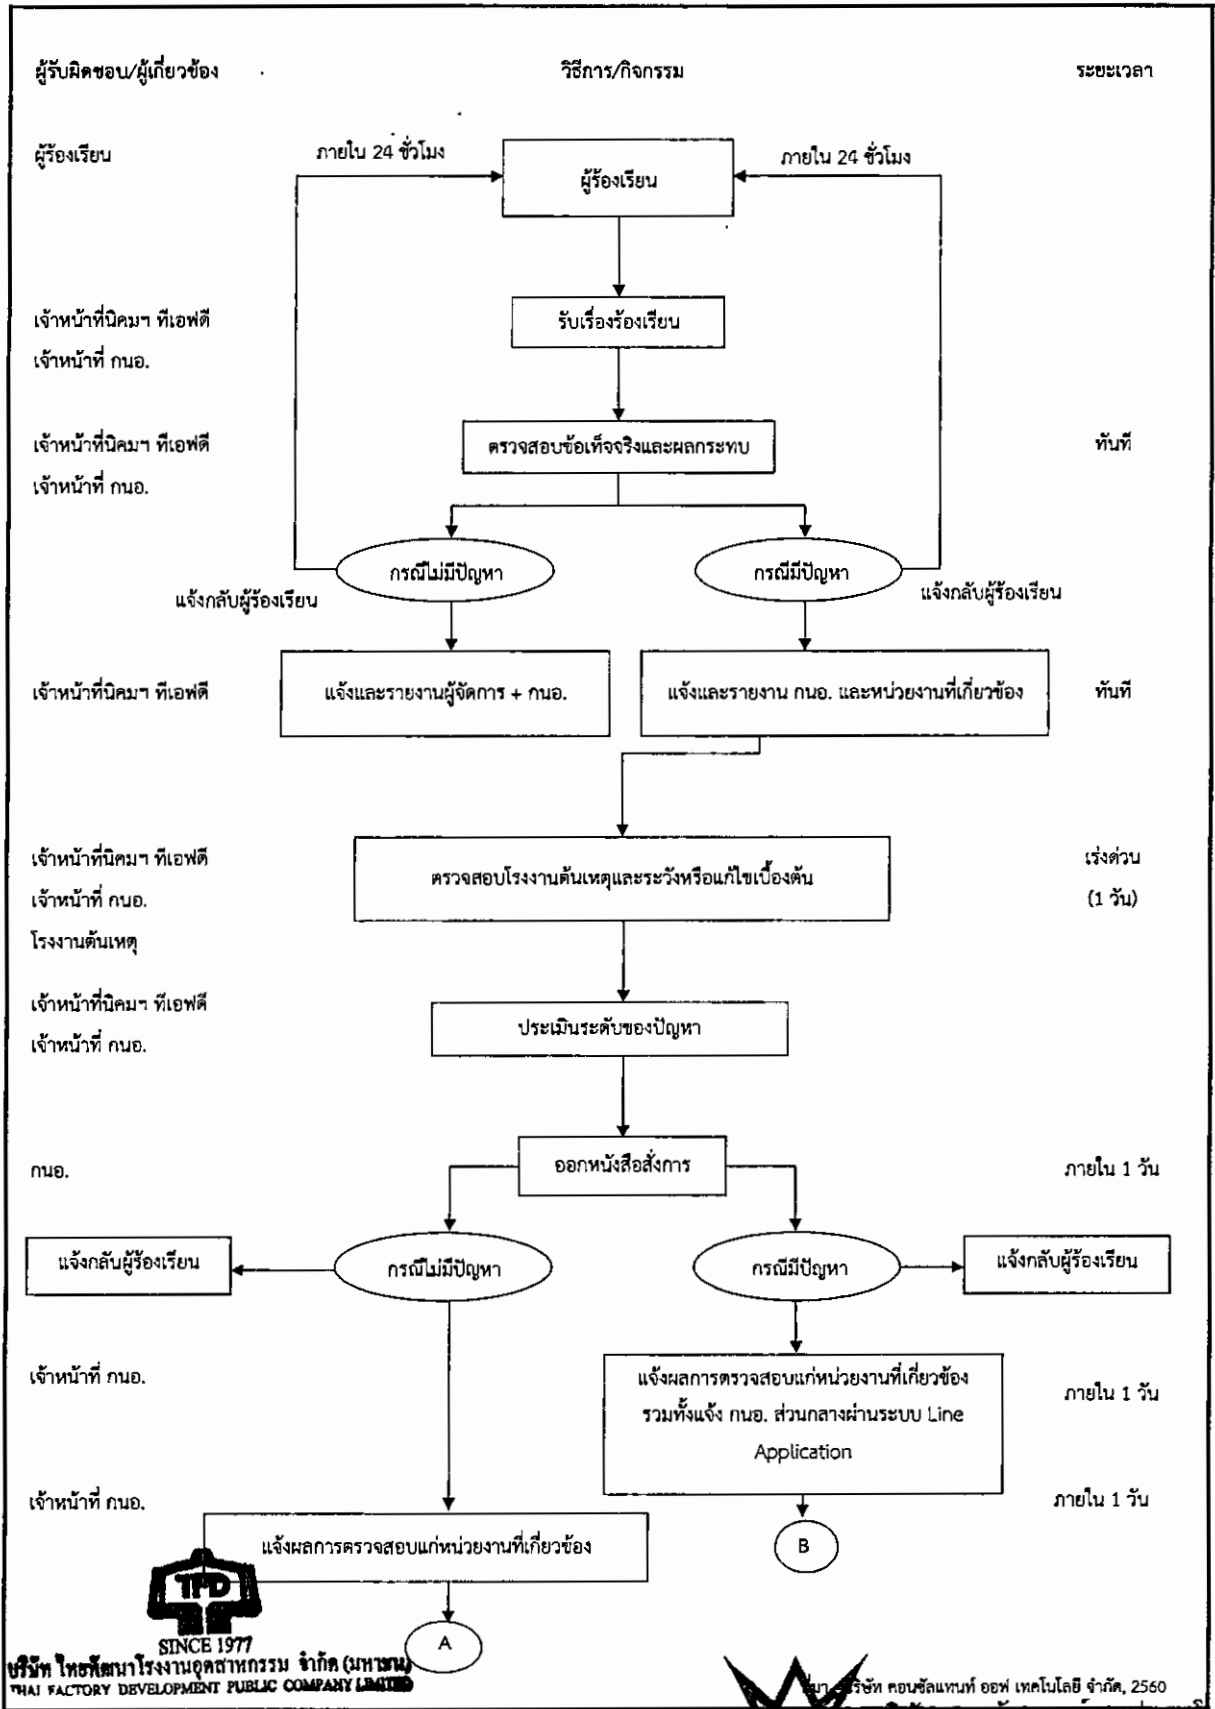 ผู้รับผิดชอบ/ผู้เกี่ยวข้อง วิธีการ/กิจกรรม ระยะเวลา
ผู้ร้องเรียน
ภายใน 24 ชั่วโมง
ผู้ร้องเรียน
ภายใน 24 ชั่วโมง
เจ้าหน้าที่นิคมฯ ทีเอฟดี
เจ้าหน้าที่ กนอ.
รับเรื่องร้องเรียน
เจ้าหน้าที่นิคมฯ ทีเอฟดี
เจ้าหน้าที่ กนอ.
ตรวจสอบข้อเท็จจริงและผลกระทบ
ทันที
กรณีไม่มีปัญหา
กรณีมีปัญหา
แจ้งกลับผู้ร้องเรียน
แจ้งกลับผู้ร้องเรียน
เจ้าหน้าที่นิคมฯ ทีเอฟดี
แจ้งและรายงานผู้จัดการ + กนอ.
แจ้งและรายงาน กนอ. และหน่วยงานที่เกี่ยวข้อง
ทันที
เจ้าหน้าที่นิคมฯ ทีเอฟดี
เจ้าหน้าที่ กนอ.
โรงงานต้นเหตุ
ตรวจสอบโรงงานต้นเหตุและระวังหรือแก้ไขเบื้องต้น
เร่งด่วน
(1 วัน)
เจ้าหน้าที่นิคมฯ ทีเอฟดี
เจ้าหน้าที่ กนอ.
ประเมินระดับของปัญหา
กนอ.
ออกหนังสือสั่งการ
ภายใน 1 วัน
แจ้งกลับผู้ร้องเรียน
กรณีไม่มีปัญหา
กรณีมีปัญหา
แจ้งกลับผู้ร้องเรียน
เจ้าหน้าที่ กนอ.
แจ้งผลการตรวจสอบแก่หน่วยงานที่เกี่ยวข้อง
รวมทั้งแจ้ง กนอ. ส่วนกลางผ่านระบบ Line
Application
ภายใน 1 วัน
เจ้าหน้าที่ กนอ.
แจ้งผลการตรวจสอบแก่หน่วยงานที่เกี่ยวข้อง
ภายใน 1 วัน
B
A
TFD
SINCE 1977
บริษัท ไทยพัฒนาโรงงานอุตสาหกรรม จำกัด (มหาชน)
THAI FACTORY DEVELOPMENT PUBLIC COMPANY LIMITED
บริษัท คอนซัลแทนท์ ออฟ เทคโนโลยี จำกัด, 2560